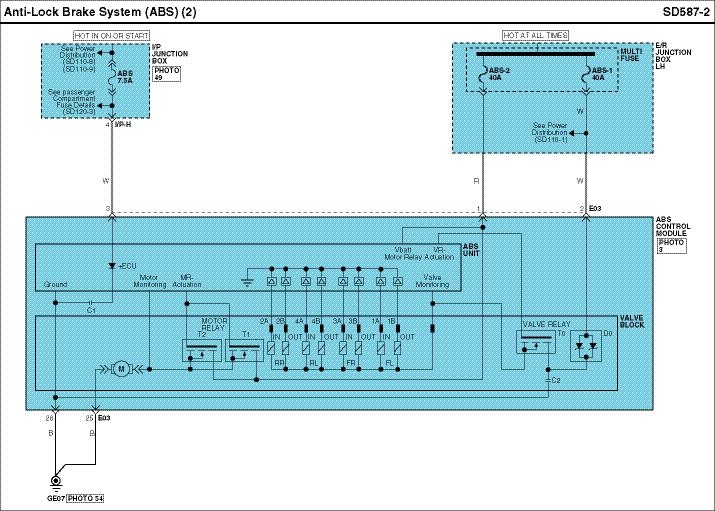 Anti-Lock Brake System (ABS) (2)
SD587-2
HOT IN ON OR START
HOT AT ALL TIMES
See Power
Distribution
(SD110-8)
(SD110-9)
ABS
7.5A
See passenger
Compartment
Fuse Details
(SD120-3)
I/P
JUNCTION
BOX
PHOTO
49
4
I/P-H
ABS-2
40A
ABS-1
40A
MULTI
FUSE
E/R
JUNCTION
BOX
LH
W
See Power
Distribution
(SD110-1)
W
R
W
3
1
2
E03
ABS
CONTROL
MODULE
PHOTO
3
ECU
Ground
Motor
Monitoring
MR-
Actuation
Vbatt
Motor Relay
VR-
Actuation
ABS
UNIT
Valve
Monitoring
C1
MOTOR
RELAY
T2
T1
2A
2B
4A
4B
3A
3B
1A
1B
IN
OUT
IN
OUT
IN
OUT
IN
OUT
RR
RL
FR
FL
M
VALVE RELAY
T0
D0
C2
VALVE
BLOCK
26
25
E03
B
B
GE07
PHOTO 54